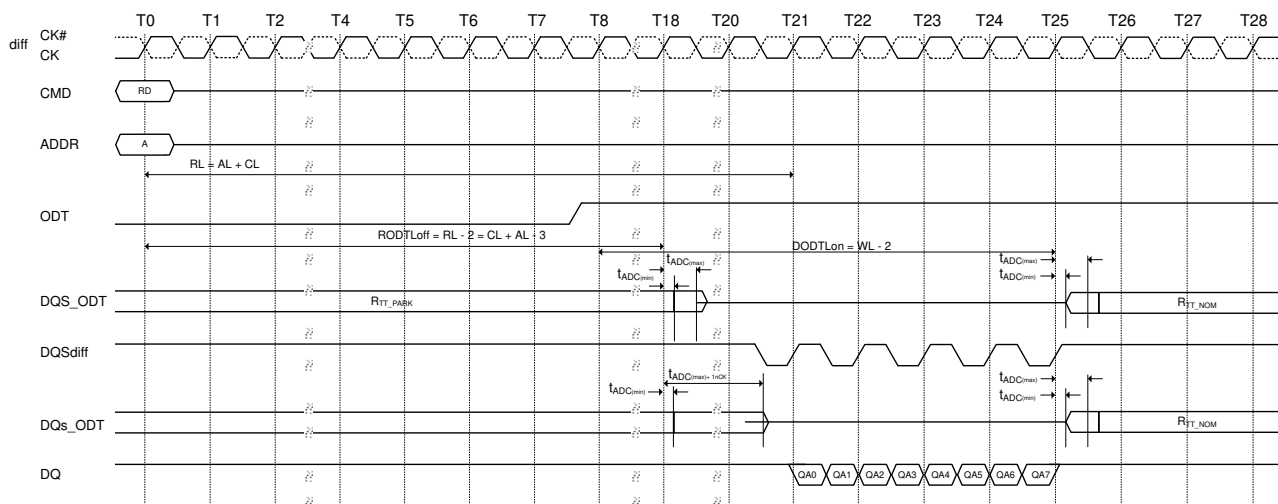 T0 T1 T2 T4 T5 T6 T7 T8 T18 T20 T21 T22 T23 T24 T25 T26 T27 T28
diff CK#
CK
CMD RD
ADDR A
RL = AL + CL
ODT
RODTLoff = RL - 2 = CL + AL - 3
DODTLon = WL - 2
tADC(max) tADC(max)
tADC(min) tADC(min)
DQS_ODT RTT_PARK RTT_NOM
DQSdiff
tADC(max)+ 1nCK tADC(max)
tADC(min) tADC(min)
DQs_ODT RTT_NOM
DQ QA0 QA1 QA2 QA3 QA4 QA5 QA6 QA7